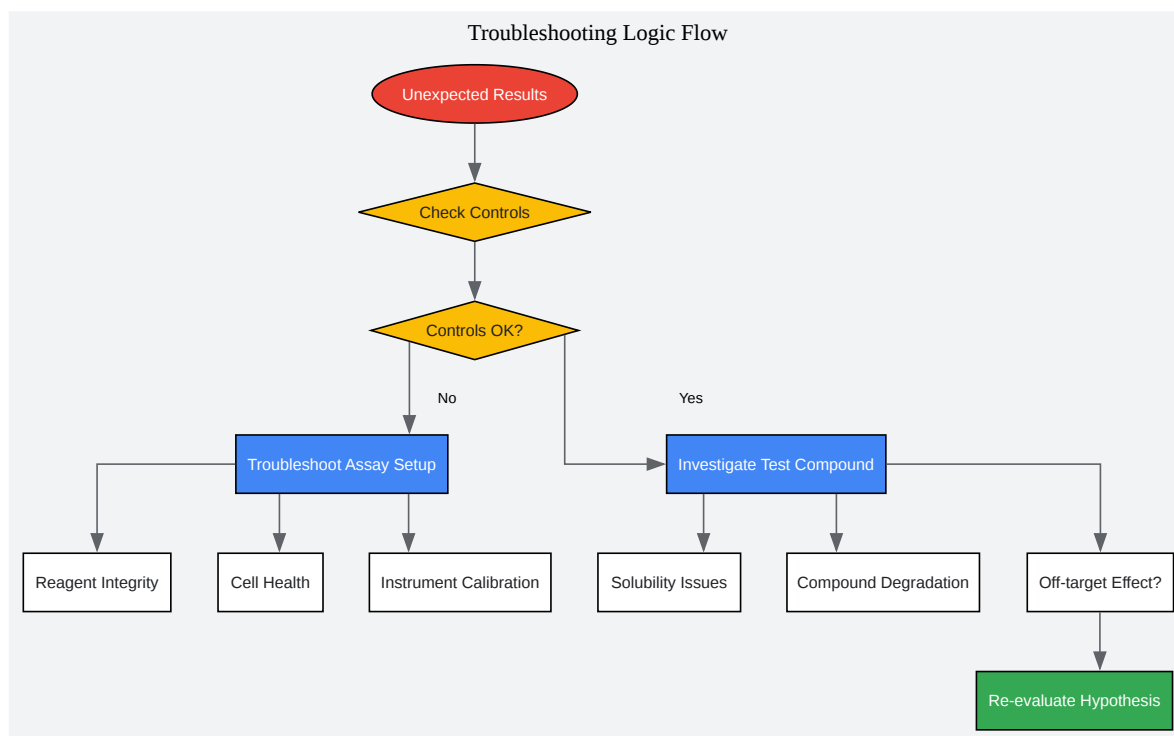 Troubleshooting Logic Flow
Unexpected Results
Check Controls
Controls OK?
No
Yes
Troubleshoot Assay Setup
Investigate Test Compound
Reagent Integrity
Cell Health
Instrument Calibration
Solubility Issues
Compound Degradation
Off-target Effect?
Re-evaluate Hypothesis